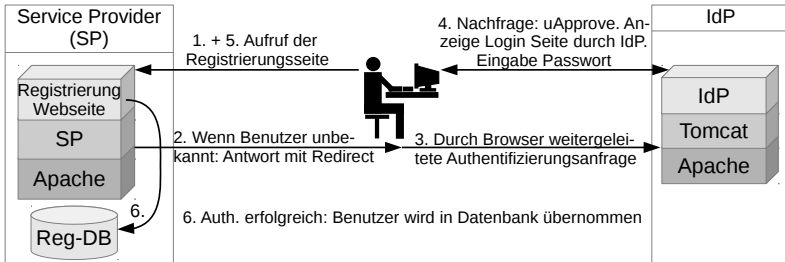 Service Provider
(SP)
Registrierung
Webseite
SP
Apache
6.
Reg-DB
1. + 5. Aufruf der
Registrierungsseite
2. Wenn Benutzer unbe-
kannt: Antwort mit Redirect
3. Durch Browser weitergelei-
tete Authentifizierungsanfrage
4. Nachfrage: uApprove. An-
zeige Login Seite durch IdP.
Eingabe Passwort
6. Auth. erfolgreich: Benutzer wird in Datenbank übernommen
IdP
IdP
Tomcat
Apache